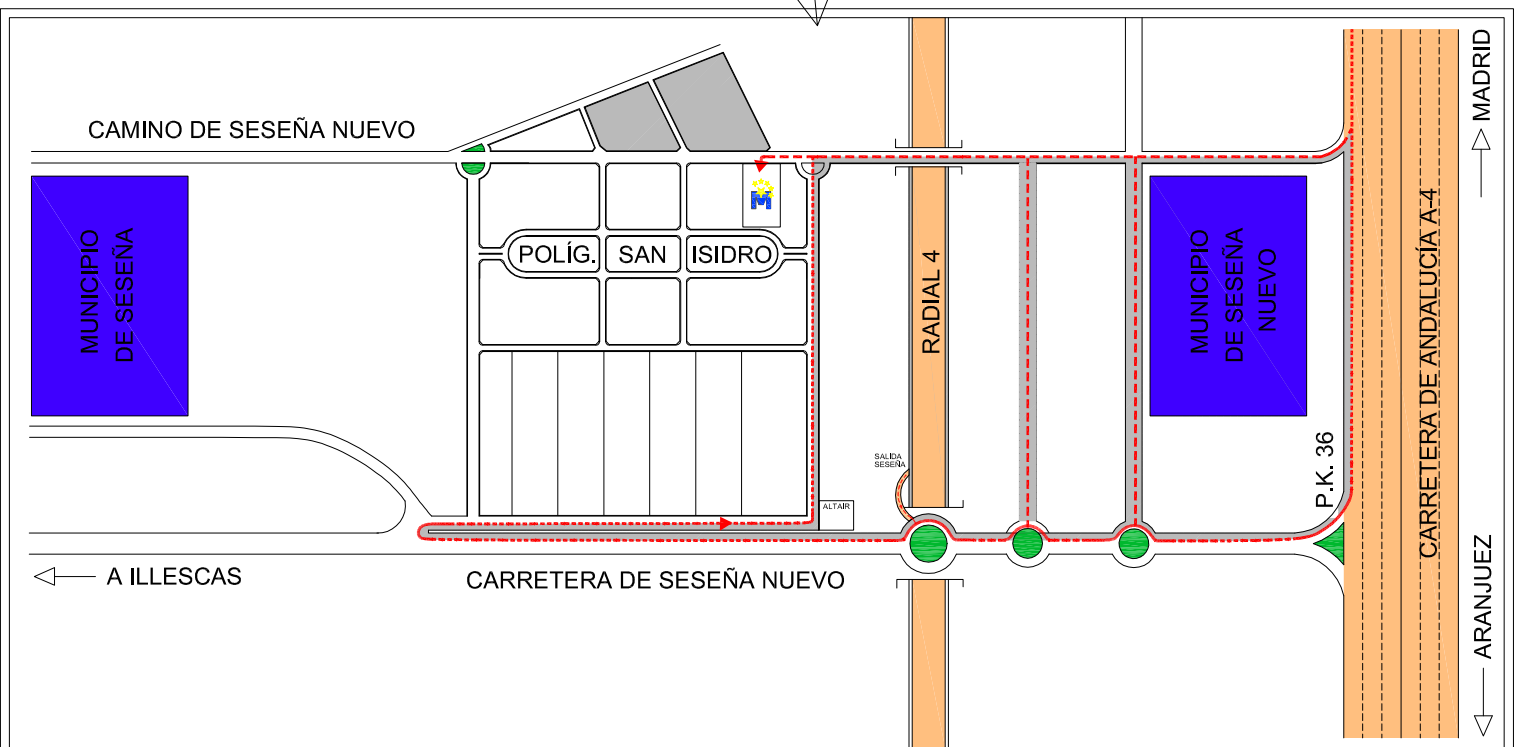 CAMINO DE SESEÑA NUEVO
MUNICIPIO
DE SESEÑA
POLÍG. SAN ISIDRO
M
RADIAL 4
MUNICIPIO
DE SESEÑA
NUEVO
CARRETERA DE ANDALUCÍA A-4
MADRID
P.K. 36
SALIDA
SESEÑA
ALTAIR
A ILLESCAS
CARRETERA DE SESEÑA NUEVO
ARANJUEZ